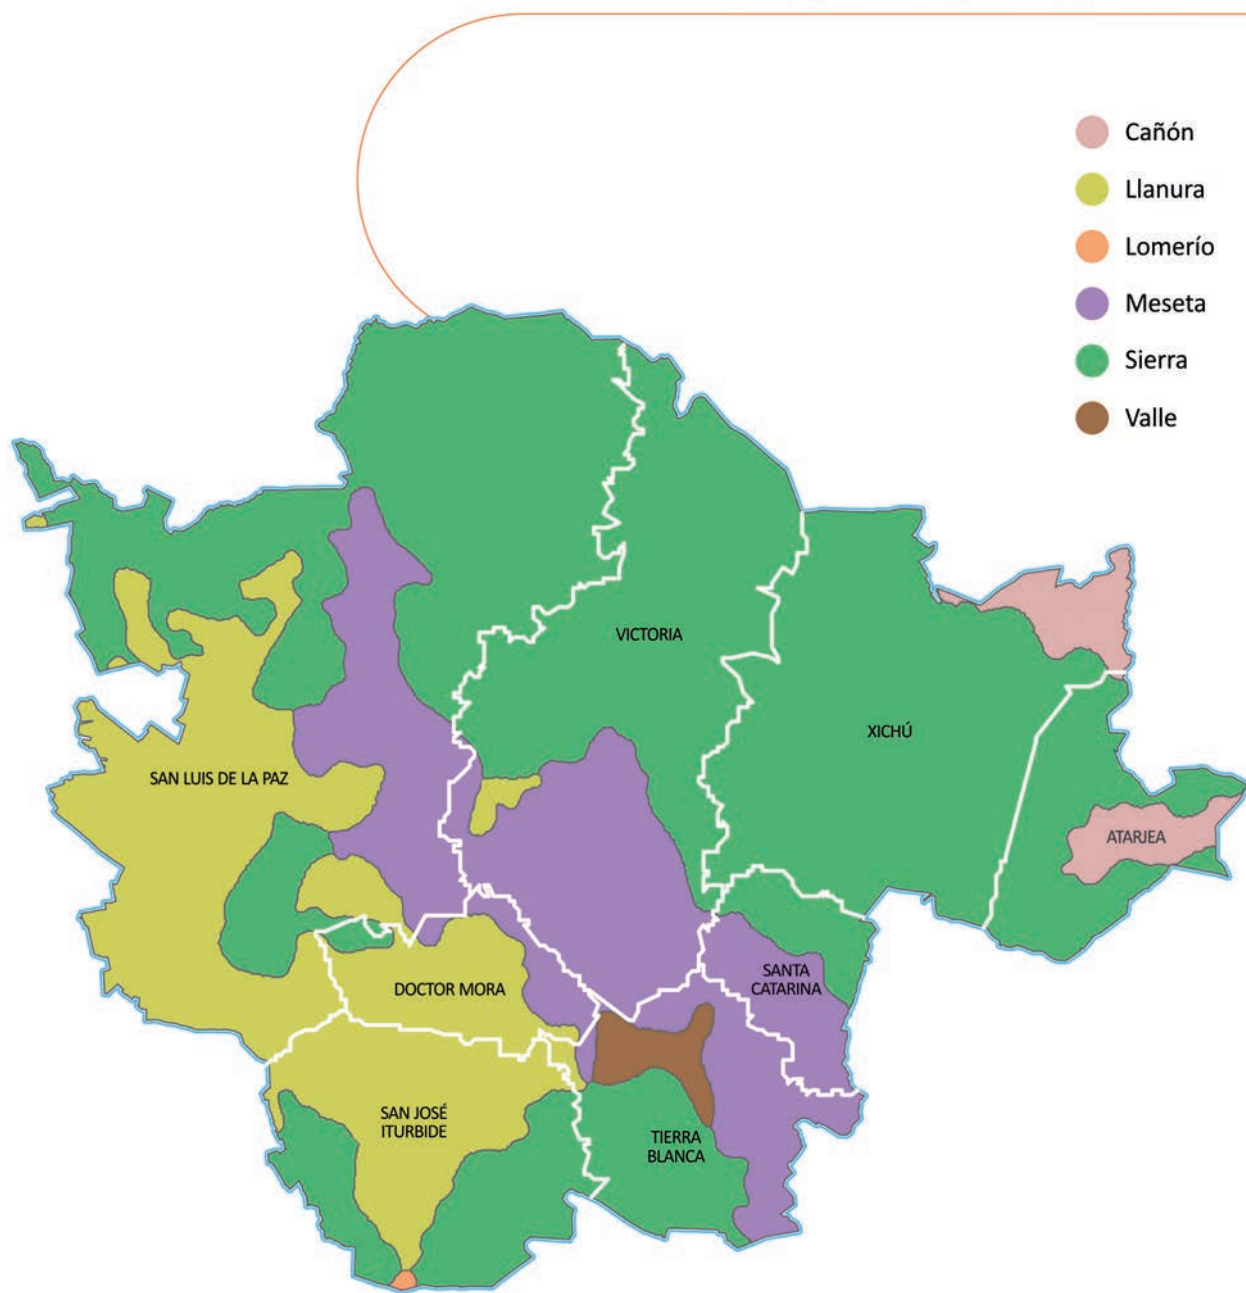 Cañón
Llanura
Lomerío
Meseta
Sierra
Valle
VICTORIA
XICHÚ
SAN LUIS DE LA PAZ
ATARJEA
DOCTOR MORA
SANTA
CATARINA
SAN JOSÉ
ITURBIDE
TIERRA
BLANCA